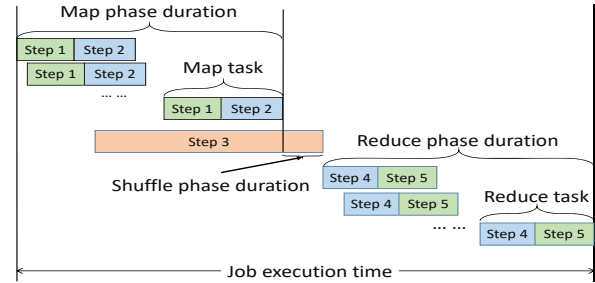 Map phase duration
Step 1 Step 2
Step 1 Step 2
... ...
Map task
Step 1 Step 2
Step 3
Reduce phase duration
Shuffle phase duration
Step 4 Step 5
Step 4 Step 5
... ...
Reduce task
Step 4 Step 5
Job execution time